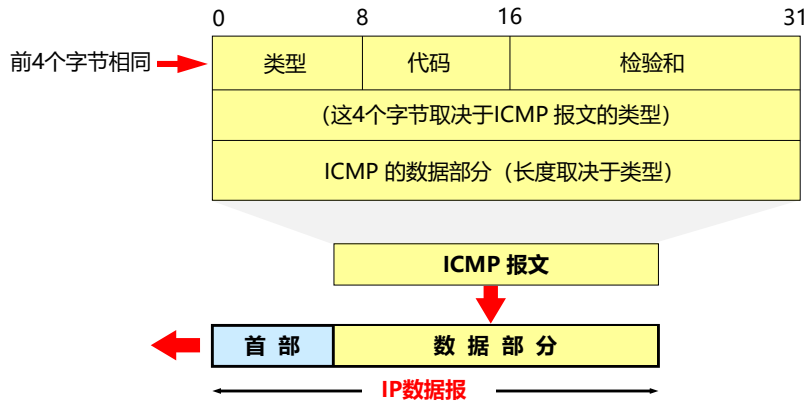 0 8 16 31
前4个字节相同 类型 代码 检验和
(这4个字节取决于ICMP 报文的类型)
ICMP 的数据部分（长度取决于类型）
ICMP 报文
首 部 数 据 部 分
IP数据报